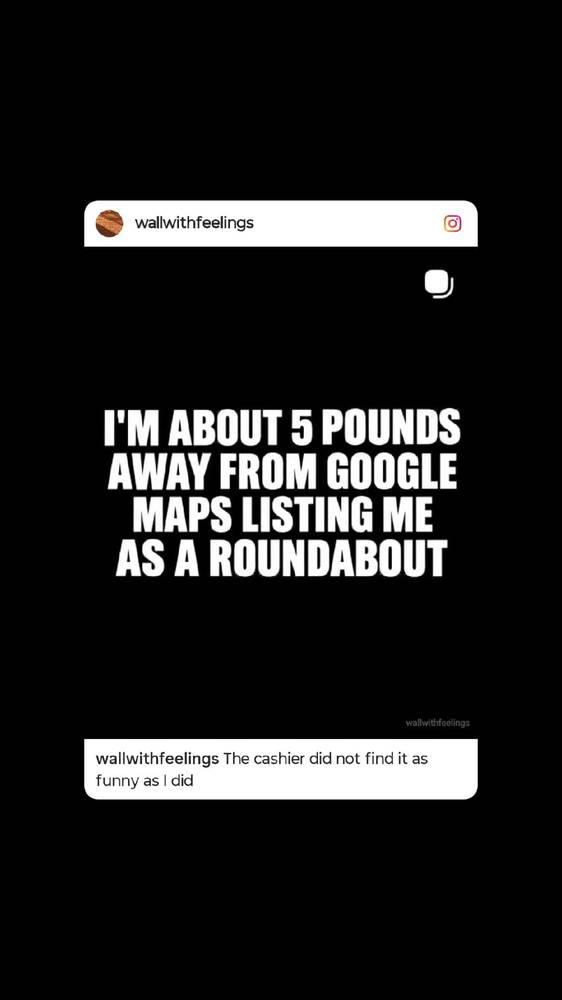 wallwithfeelings
I'M ABOUT 5 POUNDS
AWAY FROM GOOGLE
MAPS LISTING ME
AS A ROUNDABOUT
wallwithfeelings
wallwithfeelings The cashier did not find it as
funny as I did